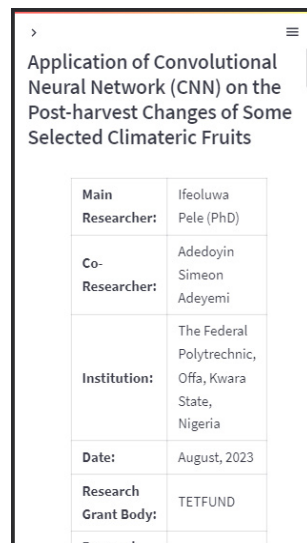 Application of Convolutional
Neural Network (CNN) on the
Post-harvest Changes of Some
Selected Climateric Fruits
Main
Researcher:
Ifeoluwa
Pele (PhD)
Co-
Researcher:
Adedoyin
Simeon
Adeyemi
Institution:
The Federal
Polytrechnic,
Offa, Kwara
State,
Nigeria
Date:
August, 2023
Research
Grant Body:
TETFUND